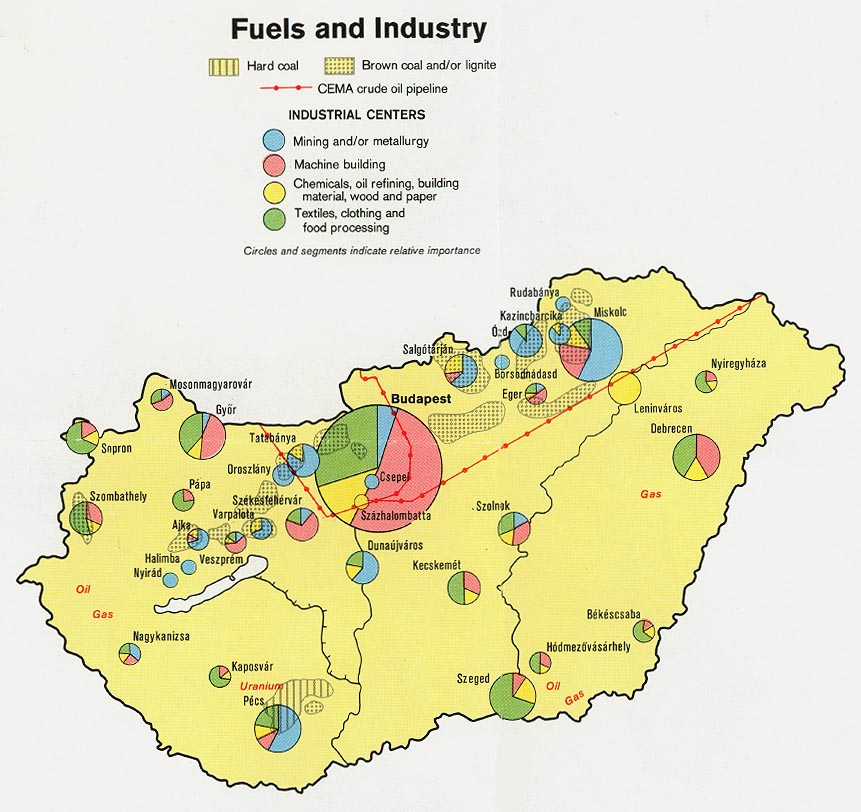 Fuels and Industry
Hard coal
Brown coal and/or lignite
CEMA crude oil pipeline
INDUSTRIAL CENTERS
Mining and/or metallurgy
Machine building
Chemicals, oil refining, building
material, wood and paper
Textiles, clothing and
food processing
Circles and segments indicate relative importance
Rudabánya
Kazincbarcika
Miskolc
Ózd
Salgótarján
Borsodnádasd
Nyíregyháza
Mosonmagyarovár
Eger
Budapest
Leninváros
Győr
Debrecen
Tatabánya
Sopron
Oroszlány
Csepel
Pápa
Gas
Szombathely
Székesfehérvár
Szolnok
Várpalota
Százhalombatta
Ajka
Dunaújváros
Halimba
Veszprém
Kecskemét
Nyirád
Oil
Gas
Békéscsaba
Nagykanizsa
Hódmezővásárhely
Kaposvár
Szeged
Uranium
Oil
Gas
Pécs